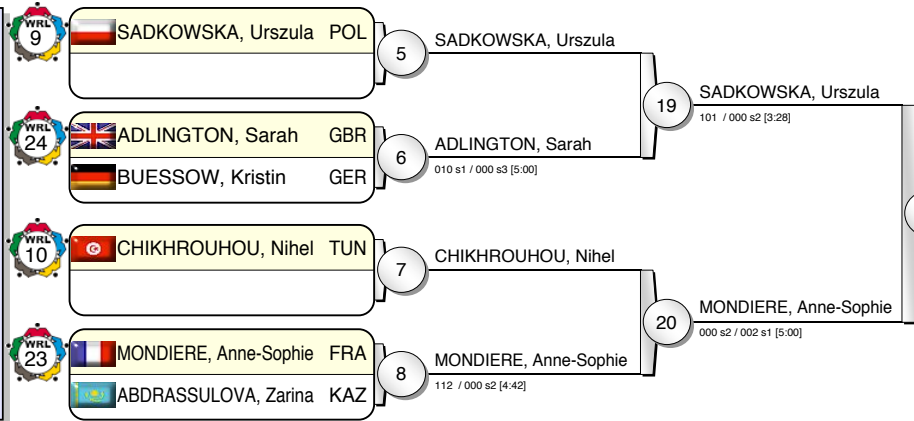 WRL
9
SADKOWSKA, Urszula POL
5
SADKOWSKA, Urszula
19
SADKOWSKA, Urszula
101 / 000 s2 [3:28]
WRL
24
ADLINGTON, Sarah GBR
BUESSOW, Kristin GER
6
ADLINGTON, Sarah
010 s1 / 000 s3 [5:00]
WRL
10
CHIKHROUHOU, Nihel TUN
7
CHIKHROUHOU, Nihel
20
MONDIERE, Anne-Sophie
000 s2 / 002 s1 [5:00]
WRL
23
MONDIERE, Anne-Sophie FRA
ABDRASSULOVA, Zarina KAZ
8
MONDIERE, Anne-Sophie
112 / 000 s2 [4:42]